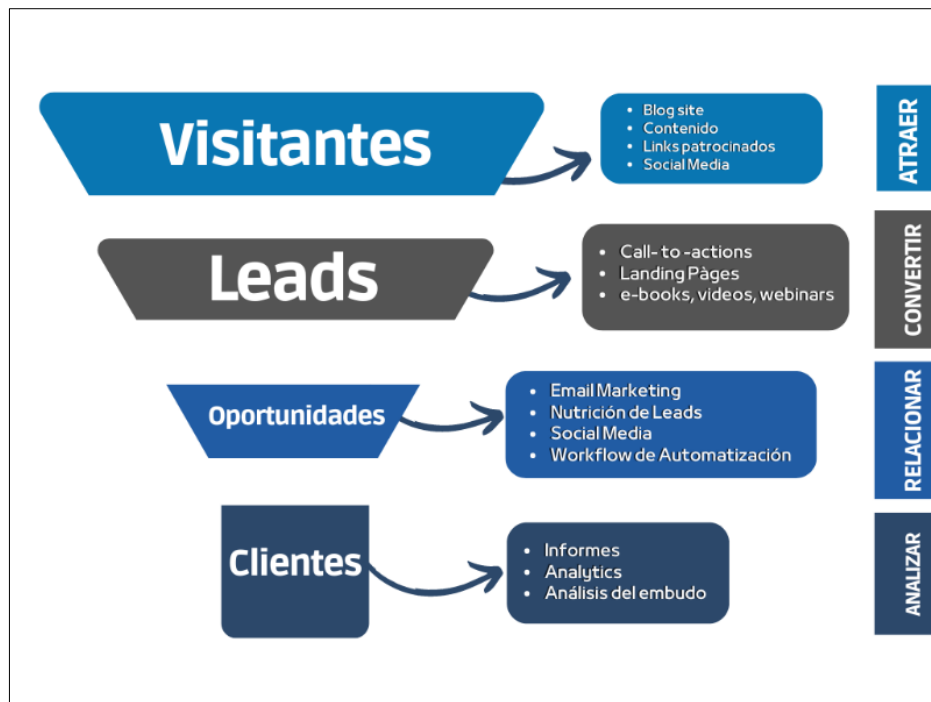 Visitantes
• Blog site
• Contenido
• Links patrocinados
• Social Media
ATRAER
Leads
• Call- to -actions
• Landing Pàges
• e-books, videos, webinars
CONVERTIR
Oportunidades
• Email Marketing
• Nutrición de Leads
• Social Media
• Workflow de Automatización
RELACIONAR
Clientes
• Informes
• Analytics
• Análisis del embudo
ANALIZAR